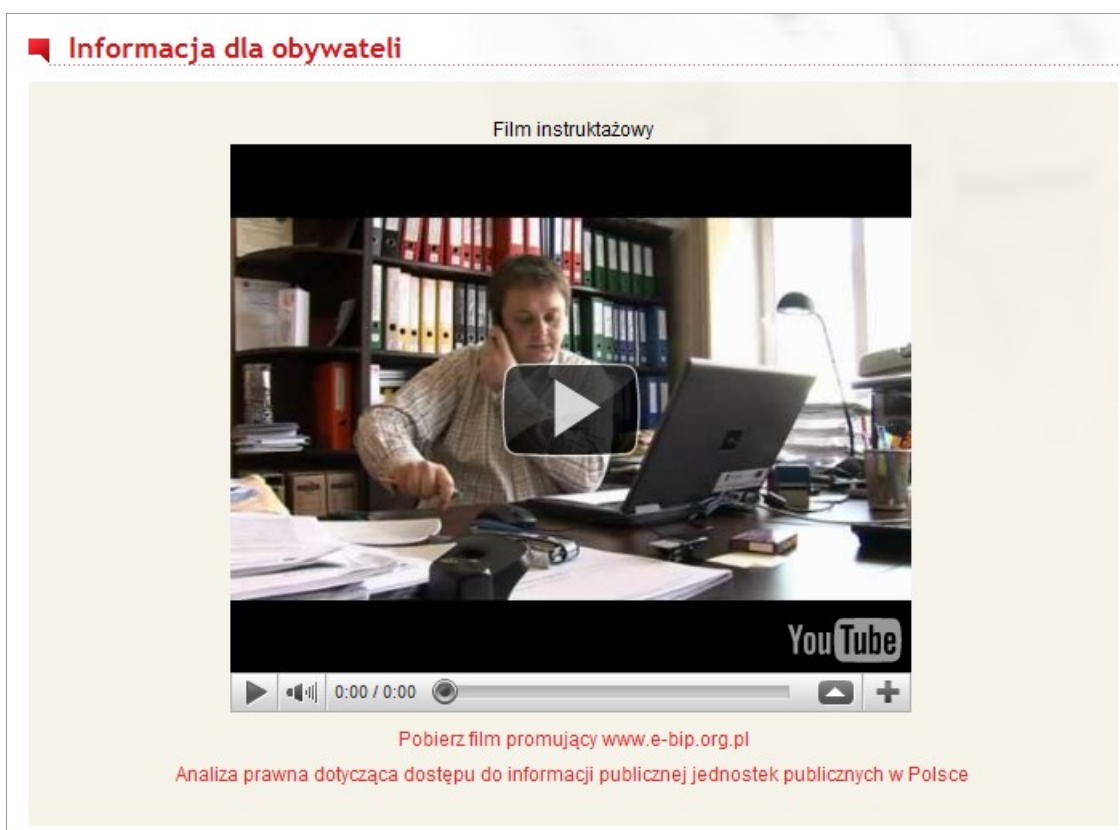 Informacja dla obywateli
Film instruktażowy
YouTube
0:00 / 0:00
Pobierz film promujący www.e-bip.org.pl
Analiza prawna dotycząca dostępu do informacji publicznej jednostek publicznych w Polsce